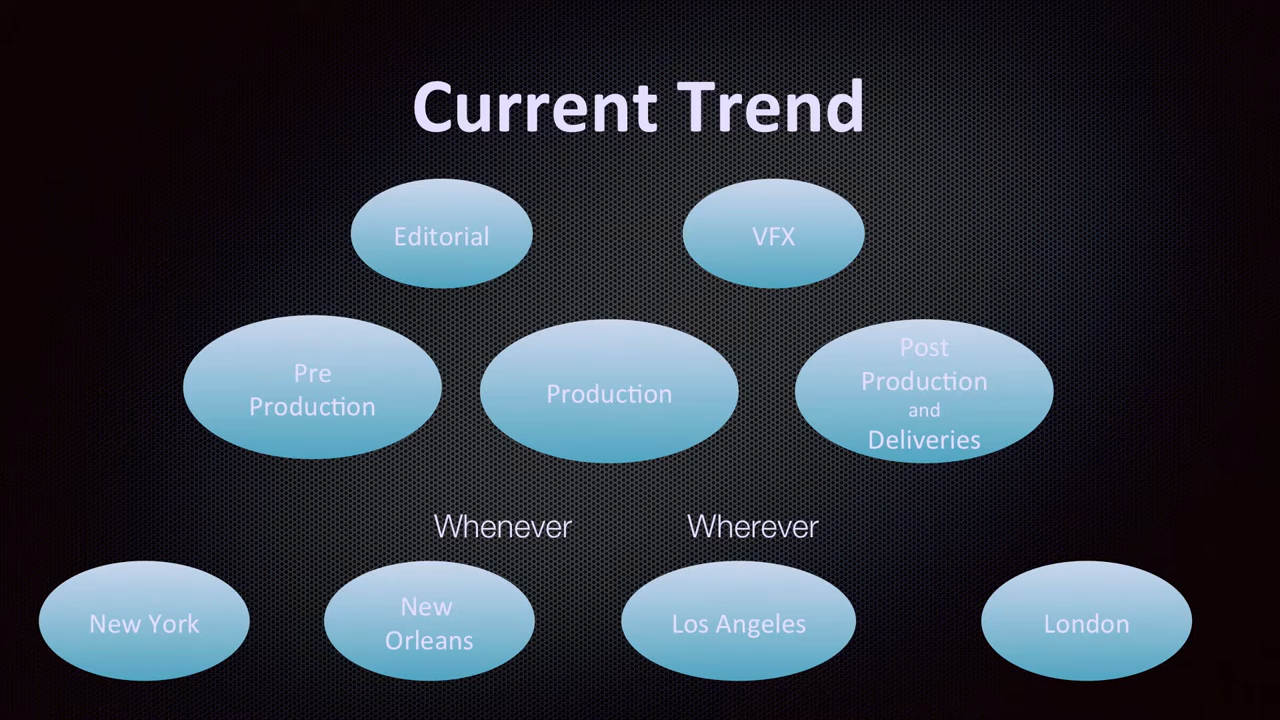 Current Trend
Editorial
VFX
Pre
Production
Production
Post
Production
and
Deliveries
Whenever
Wherever
New York
New
Orleans
Los Angeles
London